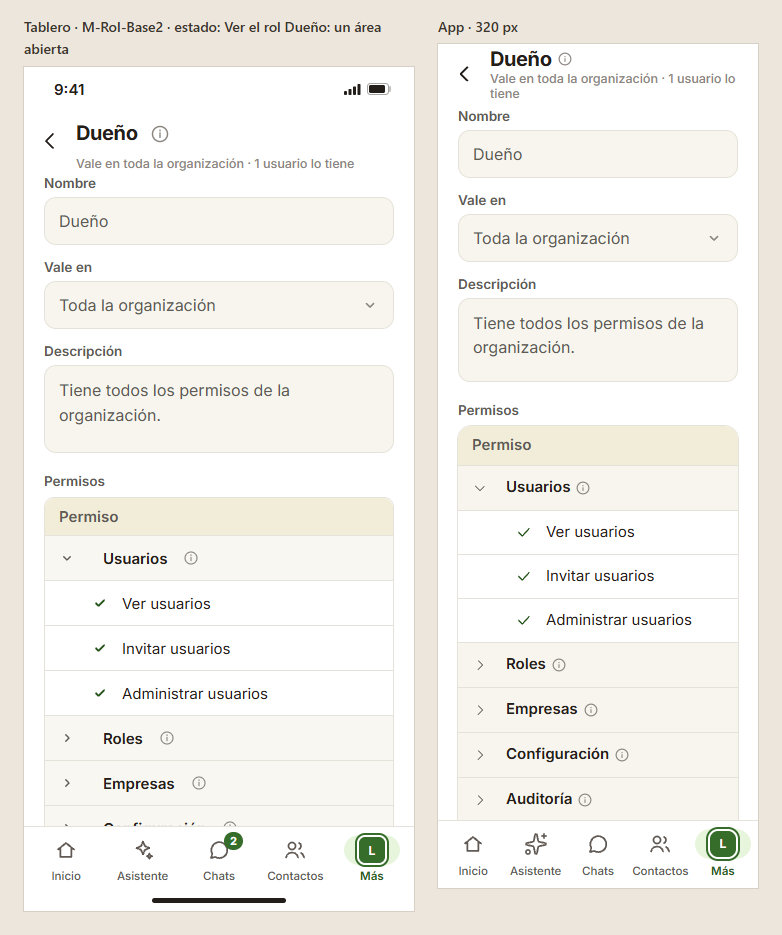 Tablero · M-Rol-Base2 · estado: Ver el rol Dueño: un área
abierta
9:41
Dueño
Vale en toda la organización · 1 usuario lo tiene
Nombre
Dueño
Vale en
Toda la organización
Descripción
Tiene todos los permisos de la
organización.
Permisos
Permiso
Usuarios
Ver usuarios
Invitar usuarios
Administrar usuarios
Roles
Empresas
Configuración
2
L
Inicio
Asistente
Chats
Contactos
Más
App · 320 px
Dueño
Vale en toda la organización · 1 usuario lo
tiene
Nombre
Dueño
Vale en
Toda la organización
Descripción
Tiene todos los permisos de la
organización.
Permisos
Permiso
Usuarios
Ver usuarios
Invitar usuarios
Administrar usuarios
Roles
Empresas
Configuración
Auditoría
L
Inicio
Asistente
Chats
Contactos
Más